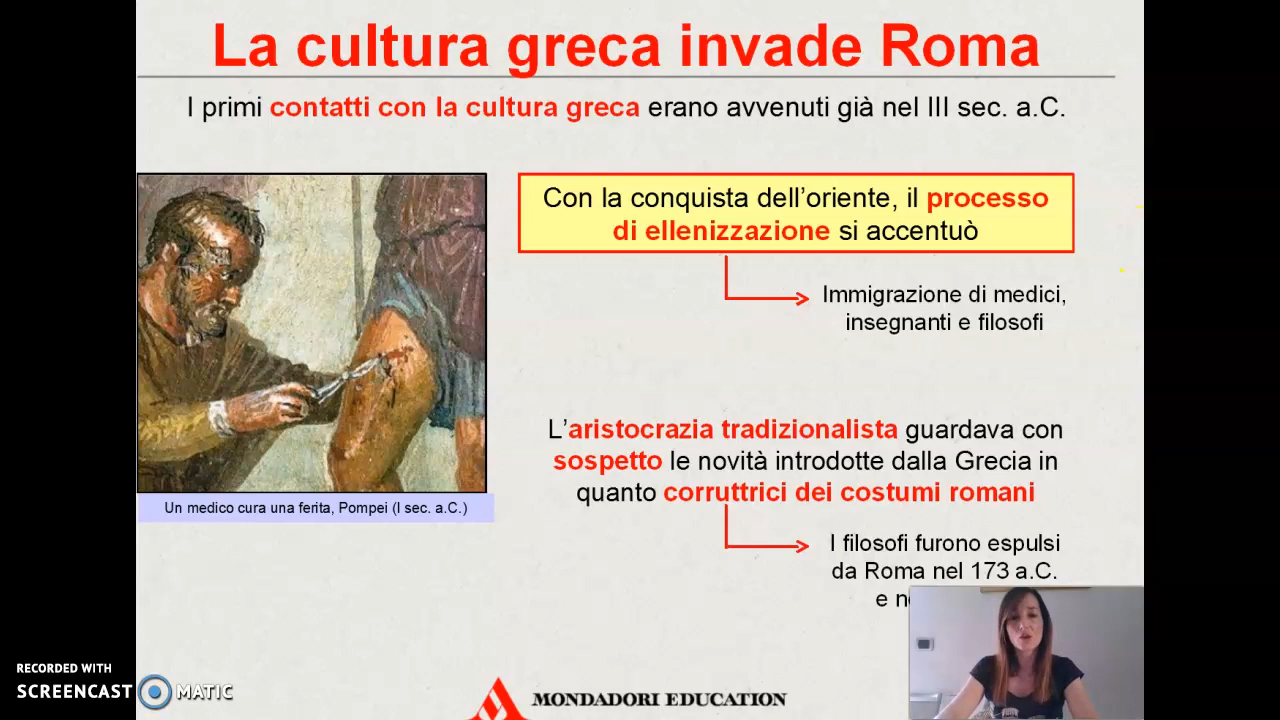 La cultura greca invade Roma
I primi contatti con la cultura greca erano avvenuti già nel III sec. a.C.
Con la conquista dell’oriente, il processo
di ellenizzazione si accentuò
Immigrazione di medici,
insegnanti e filosofi
L’aristocrazia tradizionalista guardava con
sospetto le novità introdotte dalla Grecia in
quanto corruttrici dei costumi romani
Un medico cura una ferita, Pompei (I sec. a.C.)
I filosofi furono espulsi
da Roma nel 173 a.C.
e
RECORDED WITH
SCREENCAST MATIC
MONDADORI EDUCATION